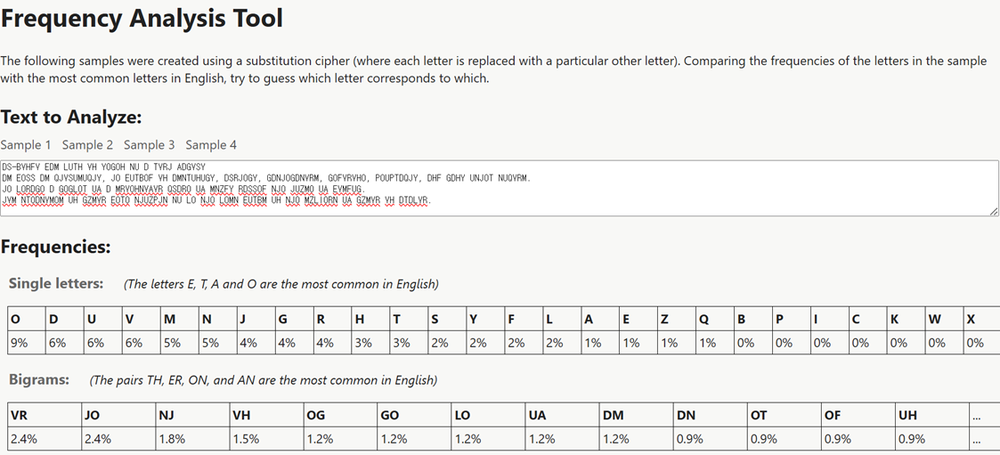 Frequency Analysis Tool
The following samples were created using a substitution cipher (where each letter is replaced with a particular other letter). Comparing the frequencies of the letters in the sample
with the most common letters in English, try to guess which letter corresponds to which.
Text to Analyze:
Sample 1 Sample 2 Sample 3 Sample 4
DS-BVHFY EDM LUTH VH YOGOH NU D TVRJ ADGVSY
DM EOSS DM QJYSUMUQJY, JO EUTBOF VH DMNTUHUGY, DSRJOGY, GDNJOGDNVRM, GOFVRVHO, POUPTDQJY, DHF GDHY UNJOT NUQVRM.
JO LORDGO D GOGLOT UA D MRYOHNVAVR QSDRO UA MNZFY RDSSOF NJO JUZMO UA EVMFUG.
JVM NTODNVMOM UH GZMVR EOTO NJUZPJN NU LO NJO LOMN EUTBM UH NJO MZLIORN UA GZMVR VH DTDLVR.
Frequencies:
Single letters: (The letters E, T, A and O are the most common in English)
O D U V M N J G R H T S Y F L A E Z Q B P I C K W X
9% 6% 6% 6% 5% 5% 4% 4% 4% 3% 3% 2% 2% 2% 2% 1% 1% 1% 1% 0% 0% 0% 0% 0% 0% 0%
Bigrams: (The pairs TH, ER, ON, and AN are the most common in English)
VR JO NJ VH OG GO LO UA DM DN OT OF UH ...
2.4% 2.4% 1.8% 1.5% 1.2% 1.2% 1.2% 1.2% 1.2% 0.9% 0.9% 0.9% 0.9% ...